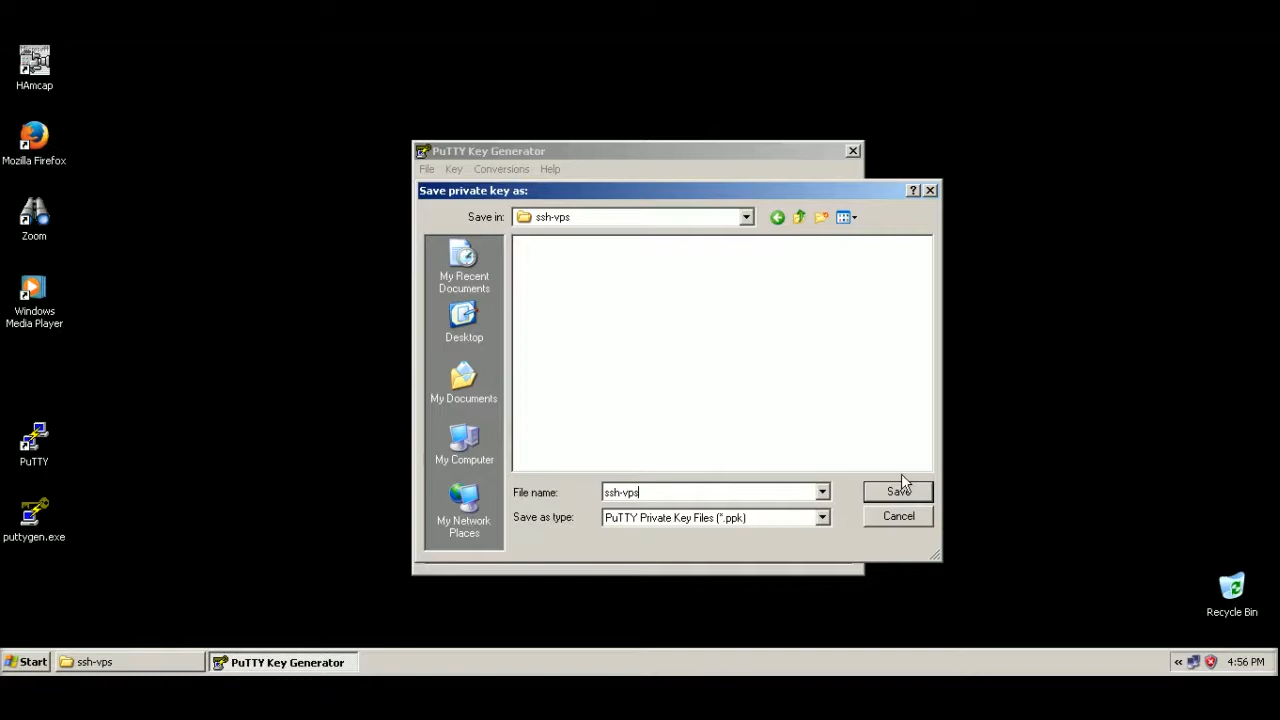 HAmcap
Mozilla Firefox
Zoom
Windows
Media Player
PuTTY
puttygen.exe
PuTTY Key Generator
File Key Conversions Help
Save private key as:
Save in: ssh-vps
My Recent
Documents
Desktop
My Documents
My Computer
My Network
Places
File name: ssh-vps
Save
Save as type: PuTTY Private Key Files (*.ppk)
Cancel
Recycle Bin
Start
ssh-vps
PuTTY Key Generator
4:56 PM